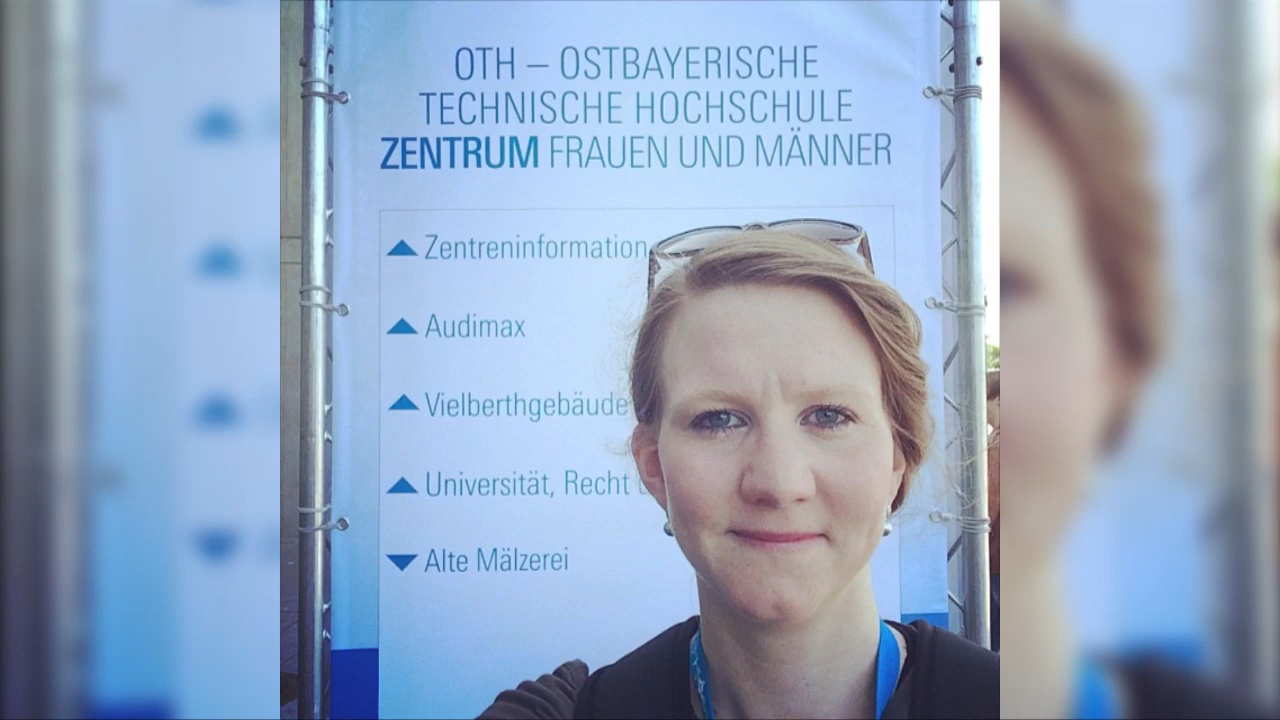 OTH – OSTBAYERISCHE
TECHNISCHE HOCHSCHULE
ZENTRUM FRAUEN UND MÄNNER
Zentreninformation
Audimax
Vielberthgebäude
Universität, Recht
Alte Mälzerei